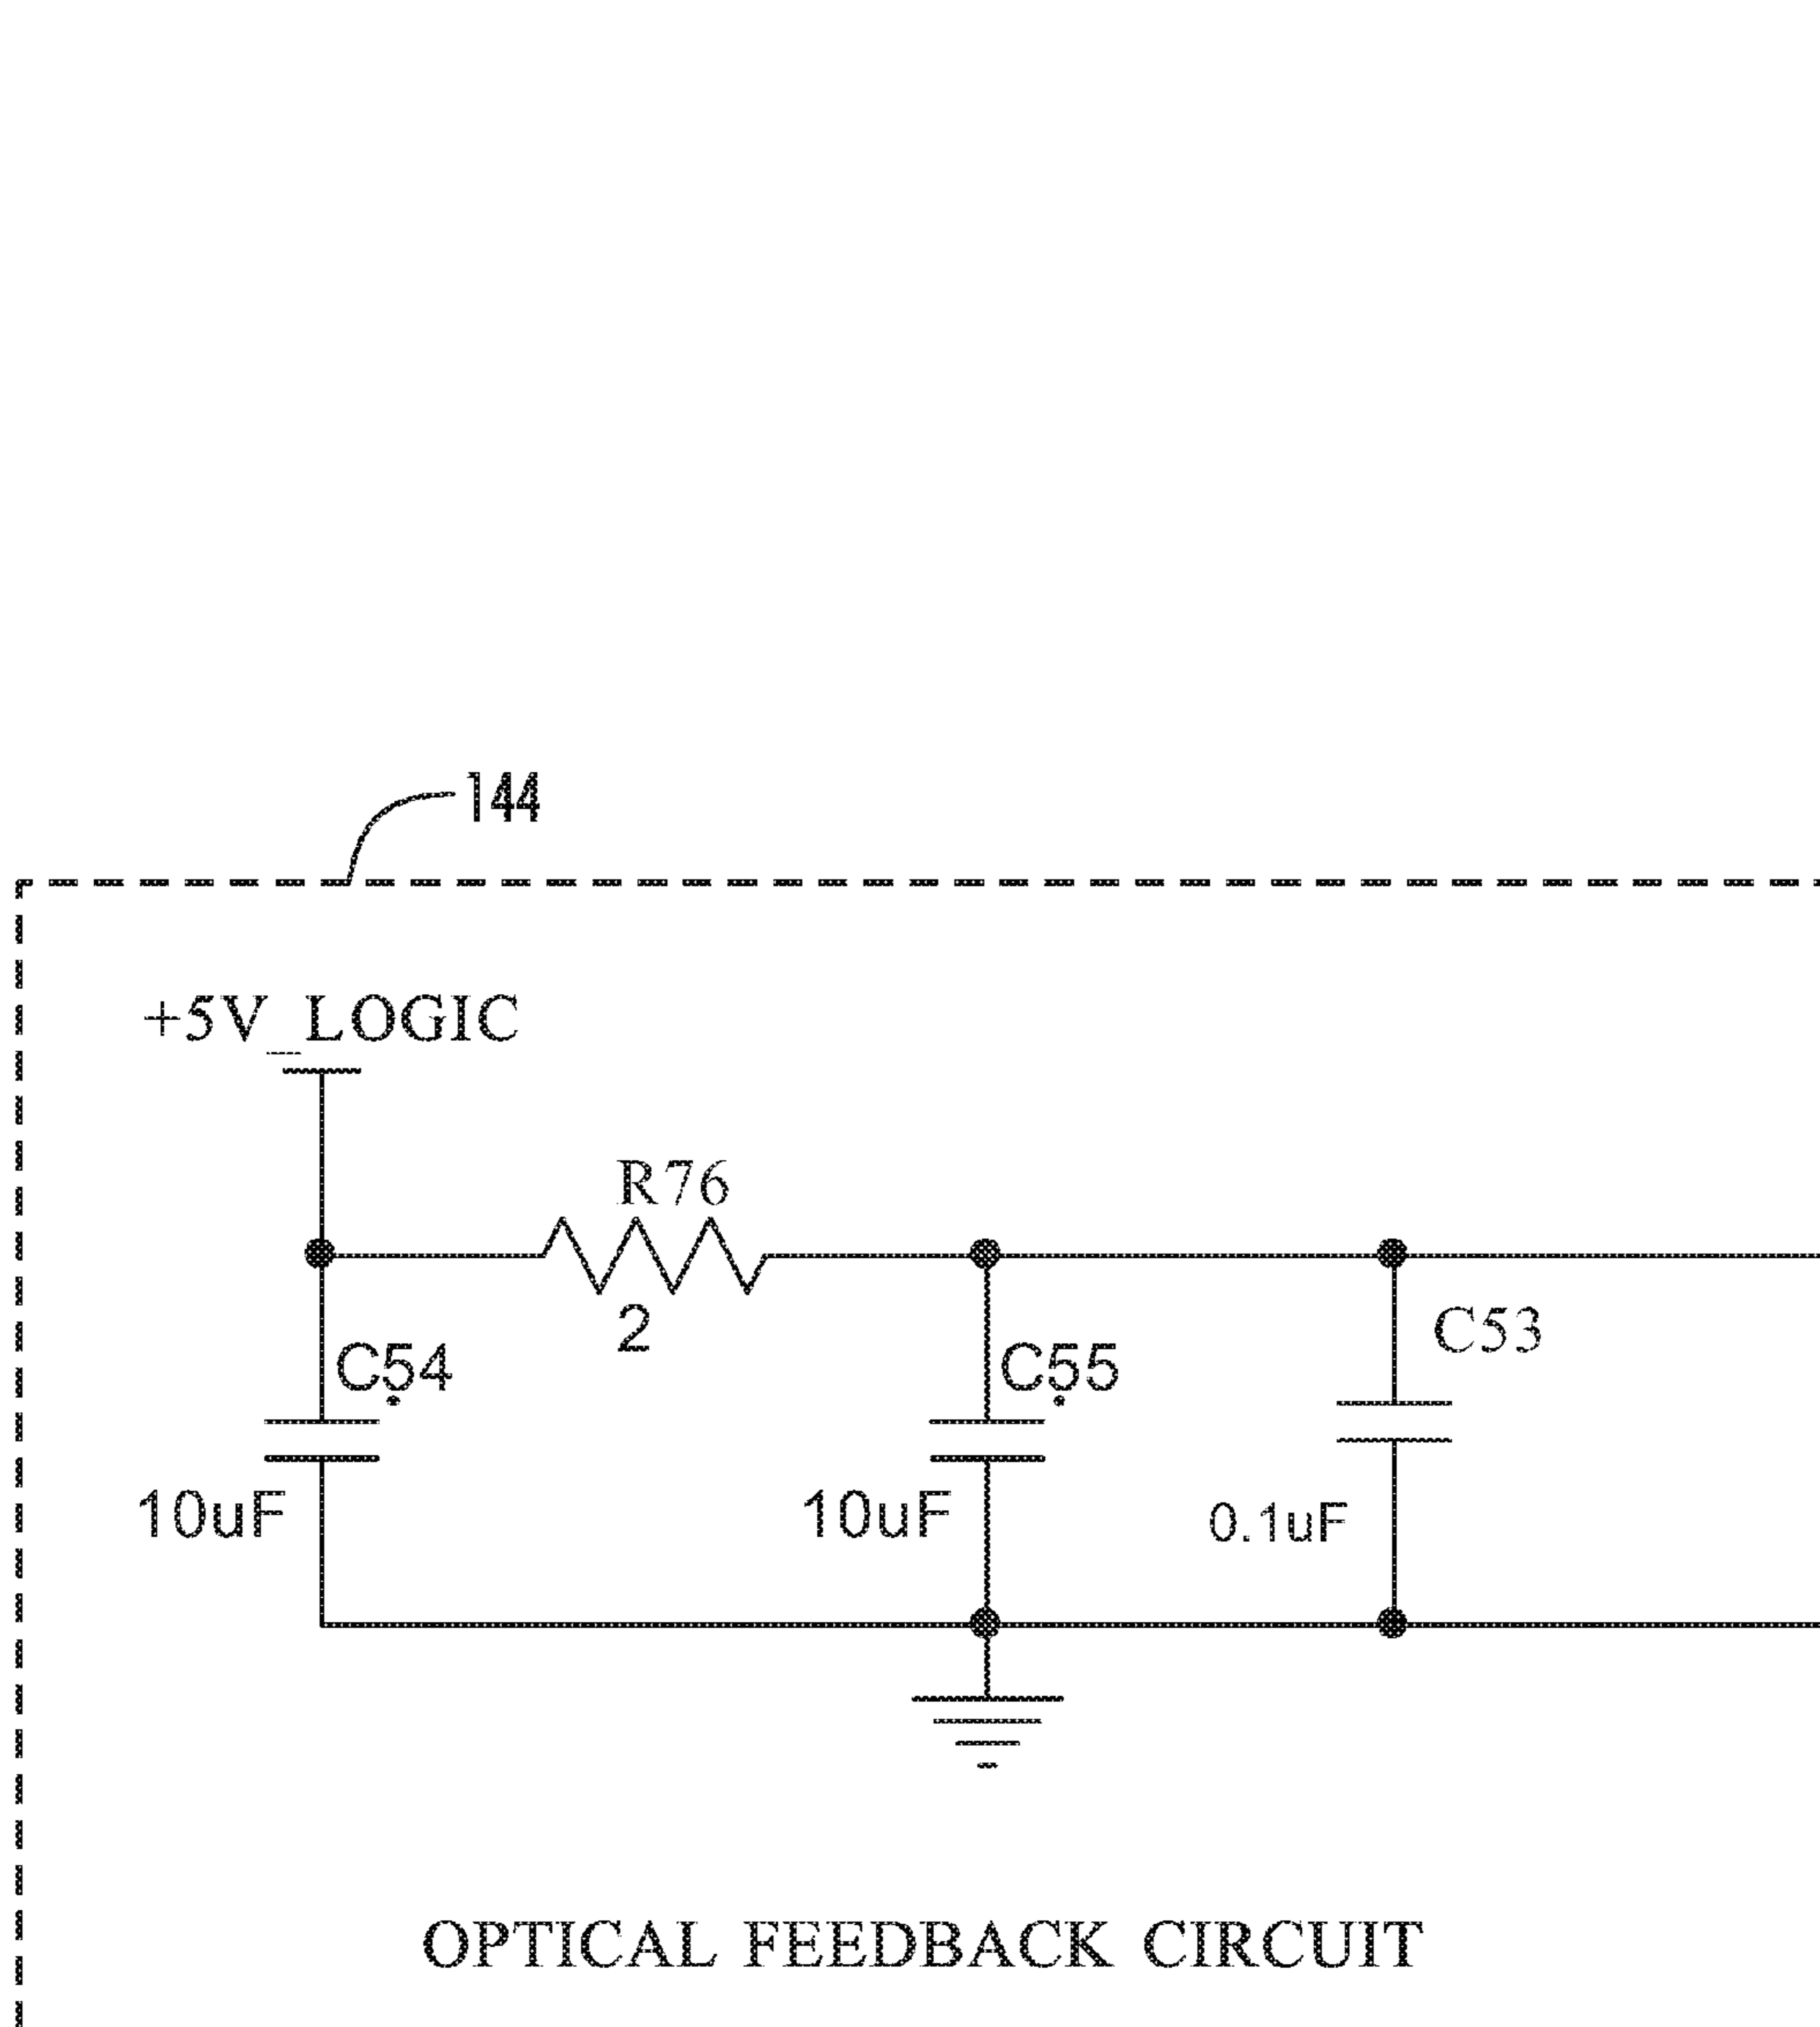 144
+5V_LOGIC
R76
2
C54
C55
C53
10uF
10uF
0.1uF
OPTICAL FEEDBACK CIRCUIT